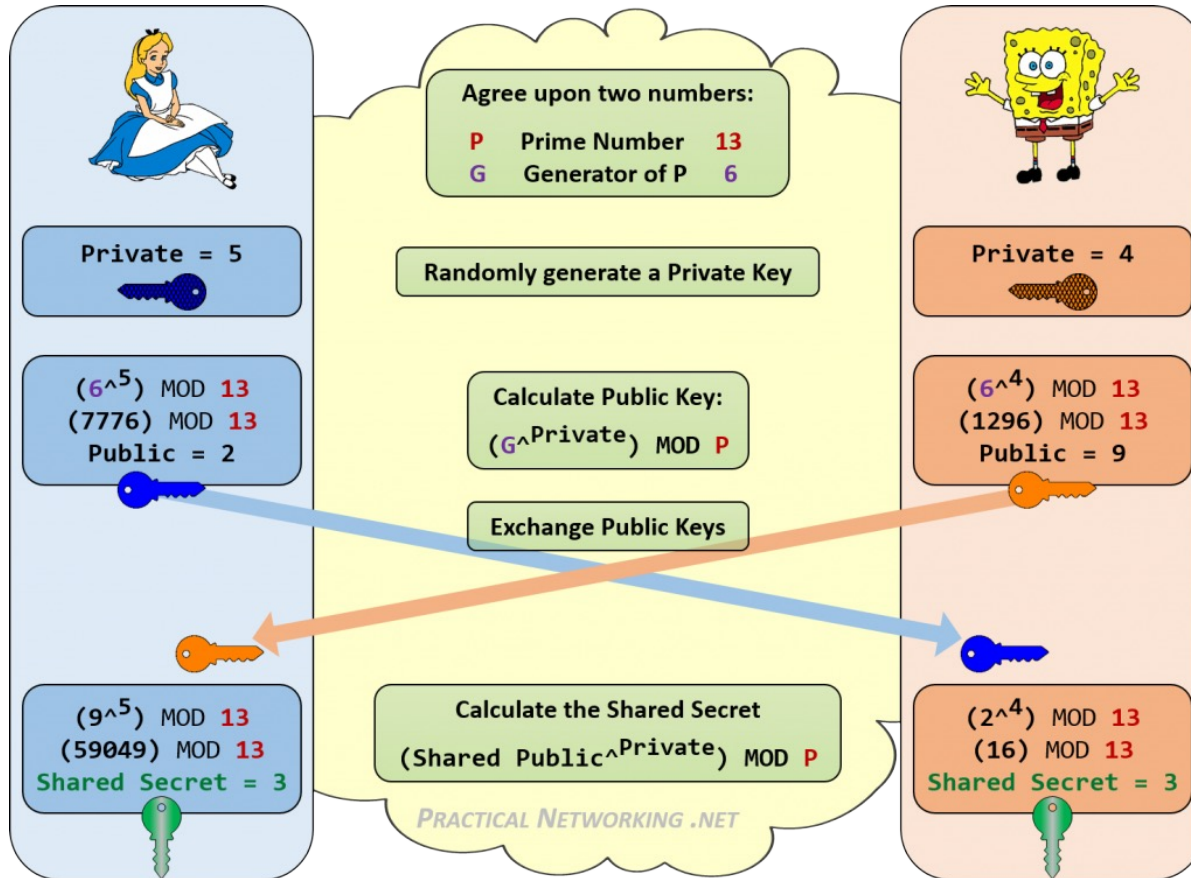 Agree upon two numbers:
P Prime Number 13
G Generator of P 6
Private = 5
Randomly generate a Private Key
Private = 4
(6^5) MOD 13
(7776) MOD 13
Public = 2
Calculate Public Key:
(G^Private) MOD P
(6^4) MOD 13
(1296) MOD 13
Public = 9
Exchange Public Keys
(9^5) MOD 13
(59049) MOD 13
Shared Secret = 3
Calculate the Shared Secret
(Shared Public^Private) MOD P
(2^4) MOD 13
(16) MOD 13
Shared Secret = 3
PRACTICAL NETWORKING .NET